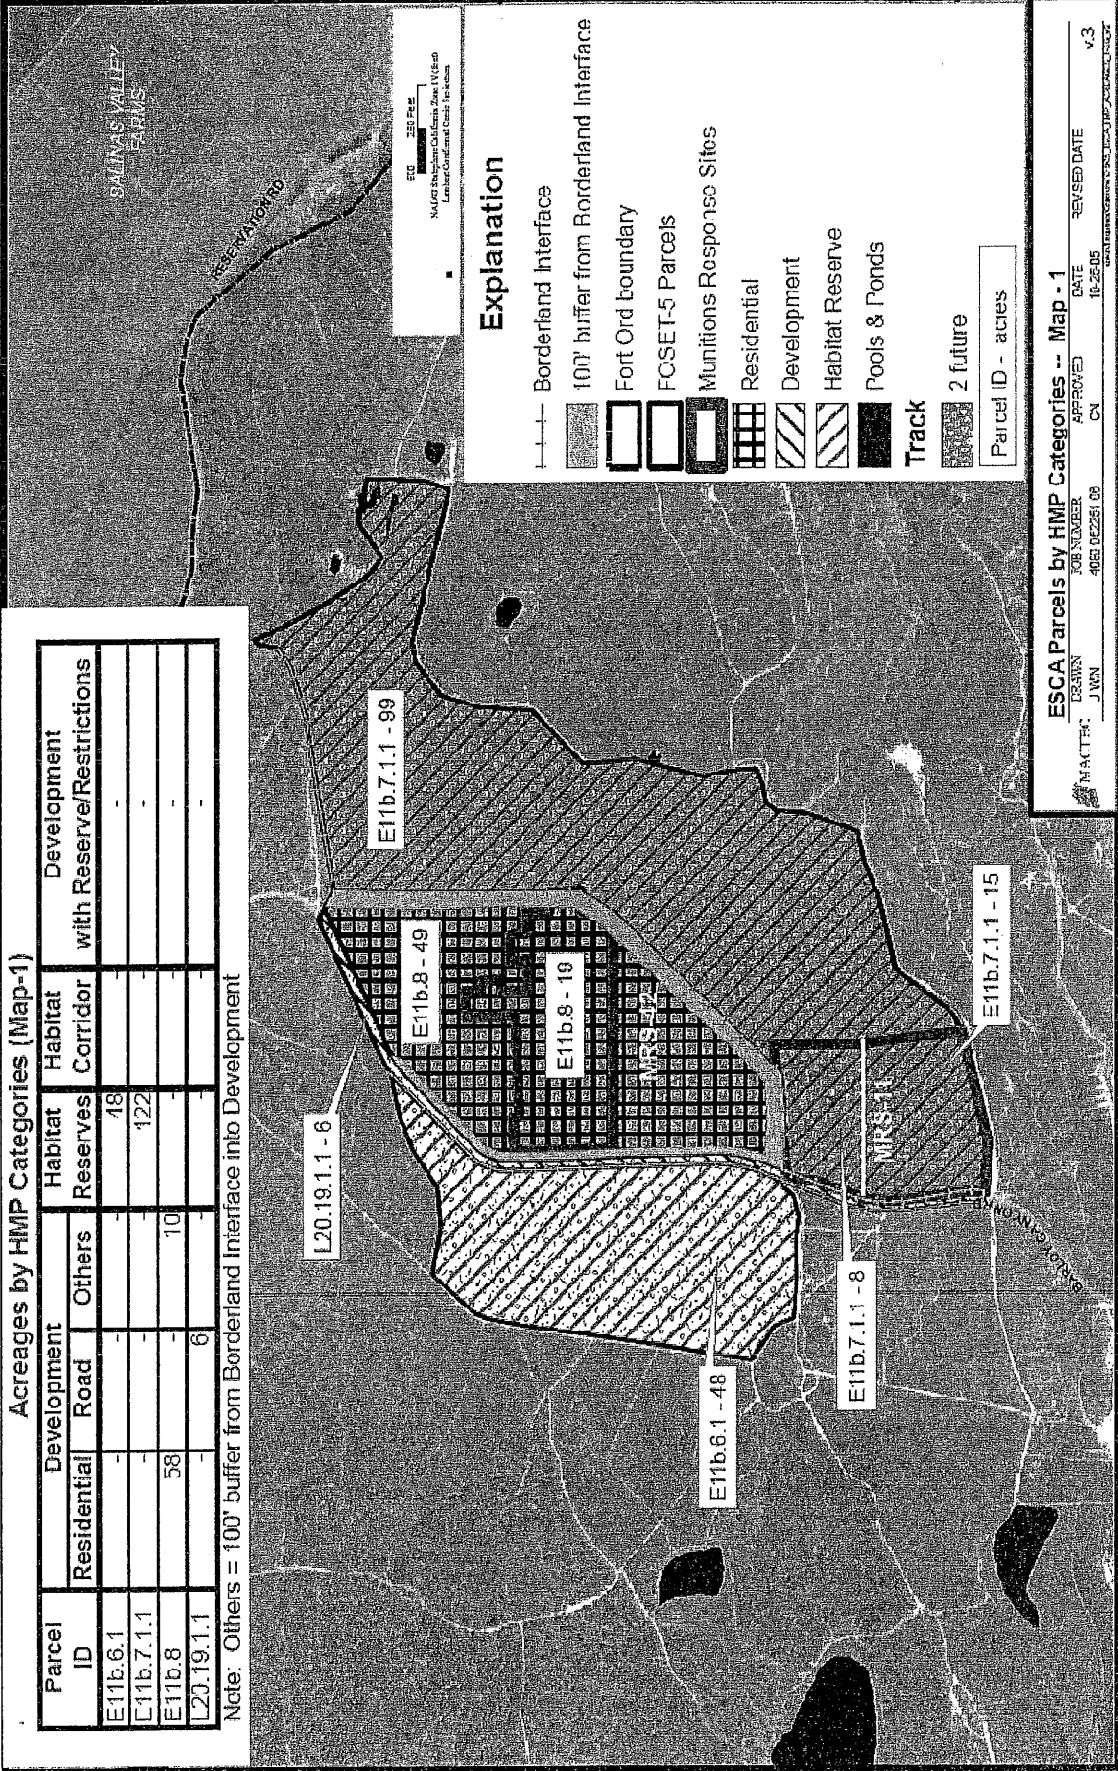 Acreages by HMP Categories (Map-1)
Parcel ID Development Habitat Reserves Habitat Corridor Development with Reserve/Restrictions
Residential Road Others
E11b.6.1 - - - 48 - -
E11b.7.1.1 - - - 122 - -
E11b.8 58 - 10 - - -
L20.19.1.1 - 6 - - - -
Note: Others = 100' buffer from Borderland Interface into Development
SALINAS VALLEY
FARMS
RESERVATION RD
250 Feet
Explanation
Borderland Interface
100' buffer from Borderland Interface
Fort Ord boundary
FOSET-5 Parcels
Munitions Response Sites
Residential
Development
Habitat Reserve
Pools & Ponds
Track
2 future
Parcel ID - acres
E11b.7.1.1 - 99
E11b.8 - 49
E11b.8 - 19
L20.19.1.1 - 6
E11b.7.1.1 - 15
E11b.7.1.1 - 8
E11b.6.1 - 48
ESCA Parcels by HMP Categories -- Map - 1
MACTEC
DRAWN JOB NUMBER APPROVED DATE REVISED DATE
JWN CN v.3